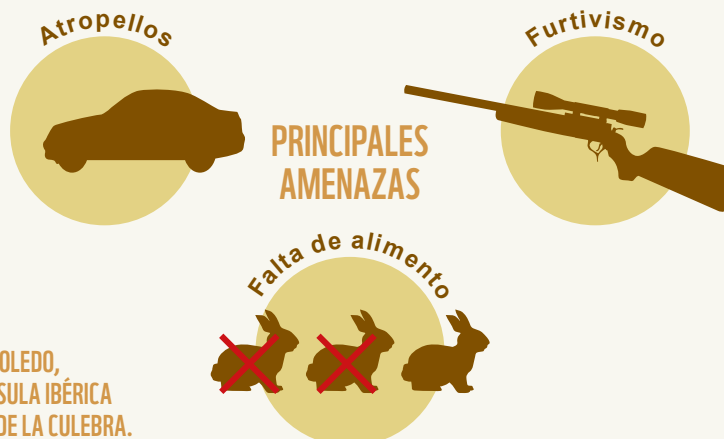 Atropellos
Furtivismo
PRINCIPALES
AMENAZAS
Falta de alimento
OLEDO,
SULA IBÉRICA
DE LA CULEBRA.